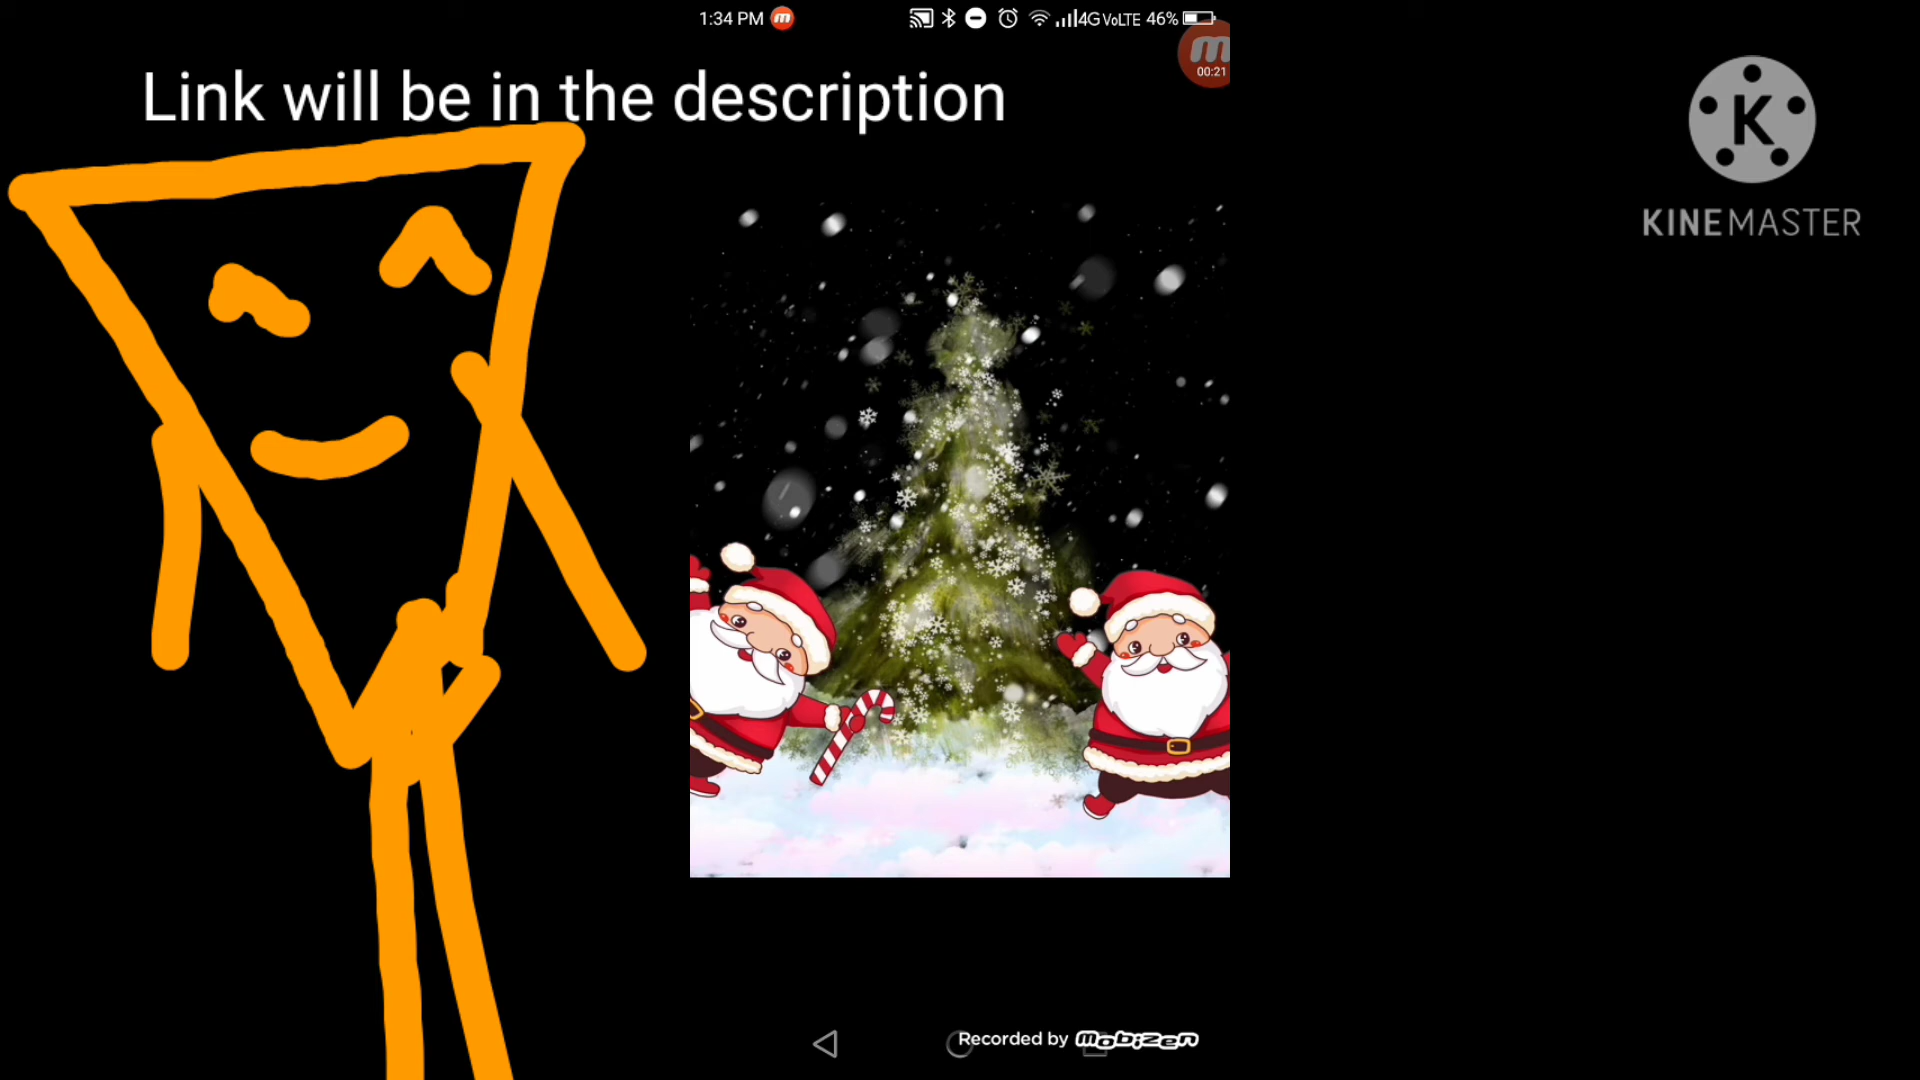 1:34 PM m 4G VoLTE 46%
m
00:21
Link will be in the description
K
KINEMASTER
Recorded by mobizen